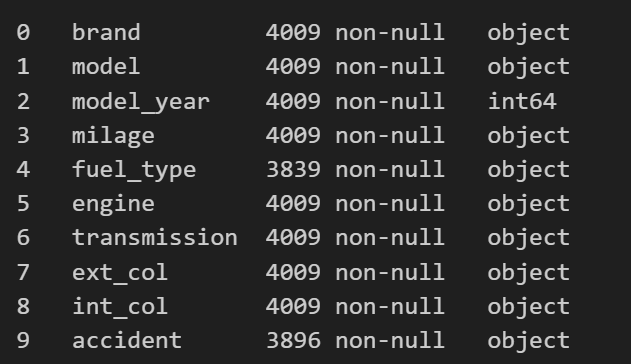 0 brand 4009 non-null object
1 model 4009 non-null object
2 model_year 4009 non-null int64
3 milage 4009 non-null object
4 fuel_type 3839 non-null object
5 engine 4009 non-null object
6 transmission 4009 non-null object
7 ext_col 4009 non-null object
8 int_col 4009 non-null object
9 accident 3896 non-null object